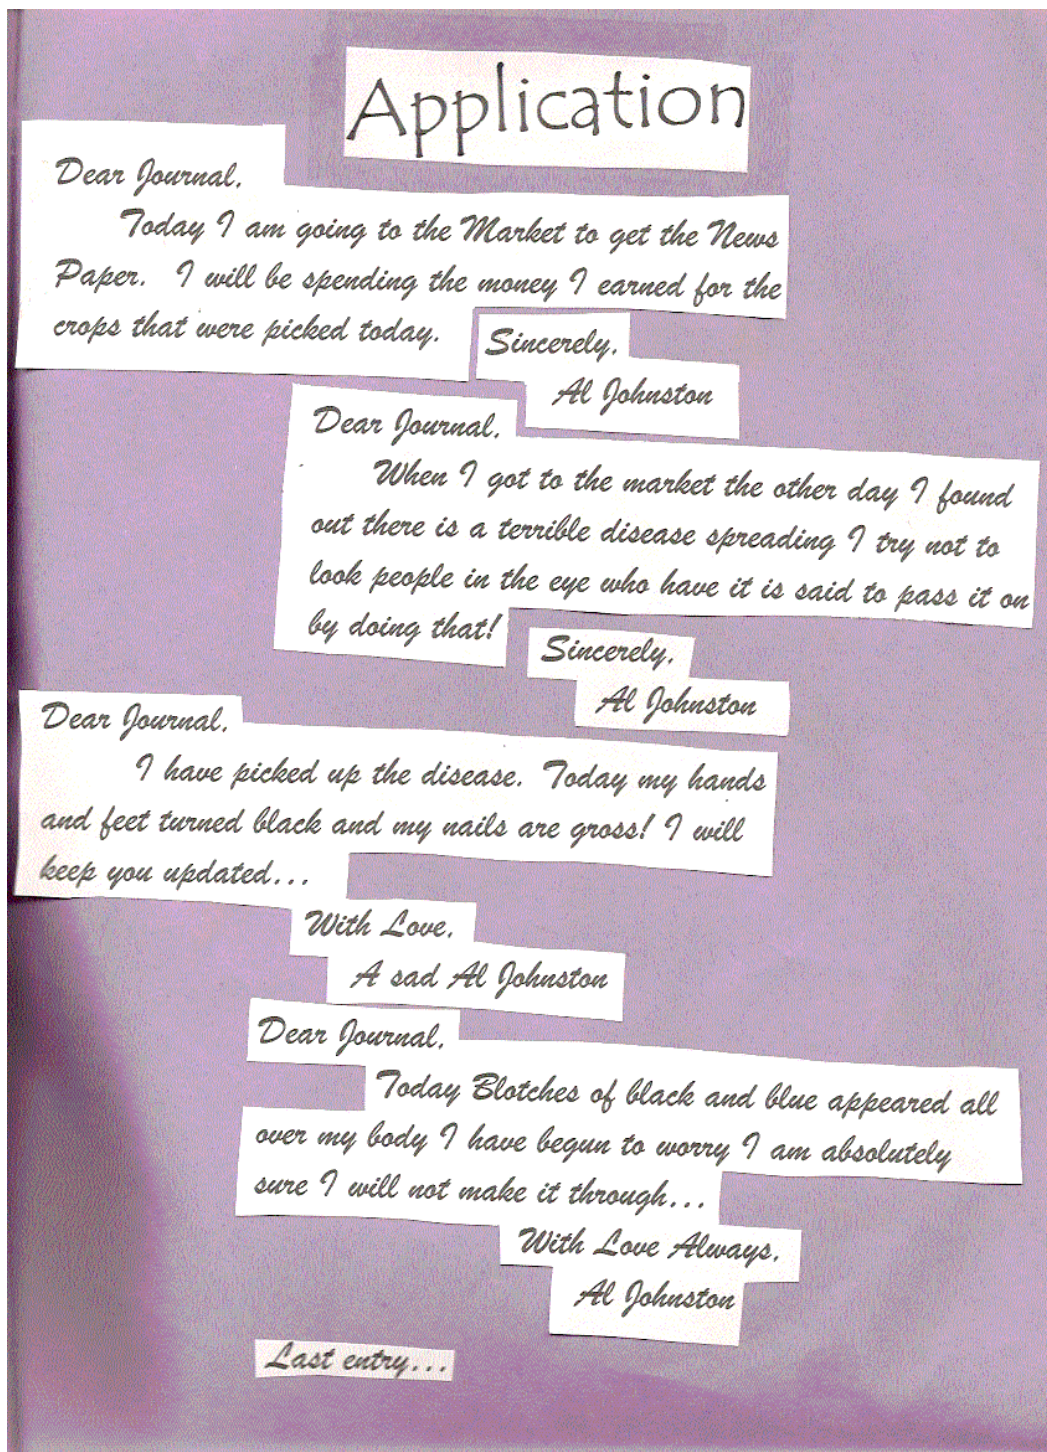 Application
Dear Journal,
Today I am going to the Market to get the News
Paper. I will be spending the money I earned for the
crops that were picked today.
Sincerely,
Al Johnston
Dear Journal,
When I got to the market the other day I found
out there is a terrible disease spreading I try not to
look people in the eye who have it is said to pass it on
by doing that!
Sincerely,
Al Johnston
Dear Journal,
I have picked up the disease. Today my hands
and feet turned black and my nails are gross! I will
keep you updated...
With Love,
A sad Al Johnston
Dear Journal,
Today Blotches of black and blue appeared all
over my body I have begun to worry I am absolutely
sure I will not make it through...
With Love Always,
Al Johnston
Last entry...